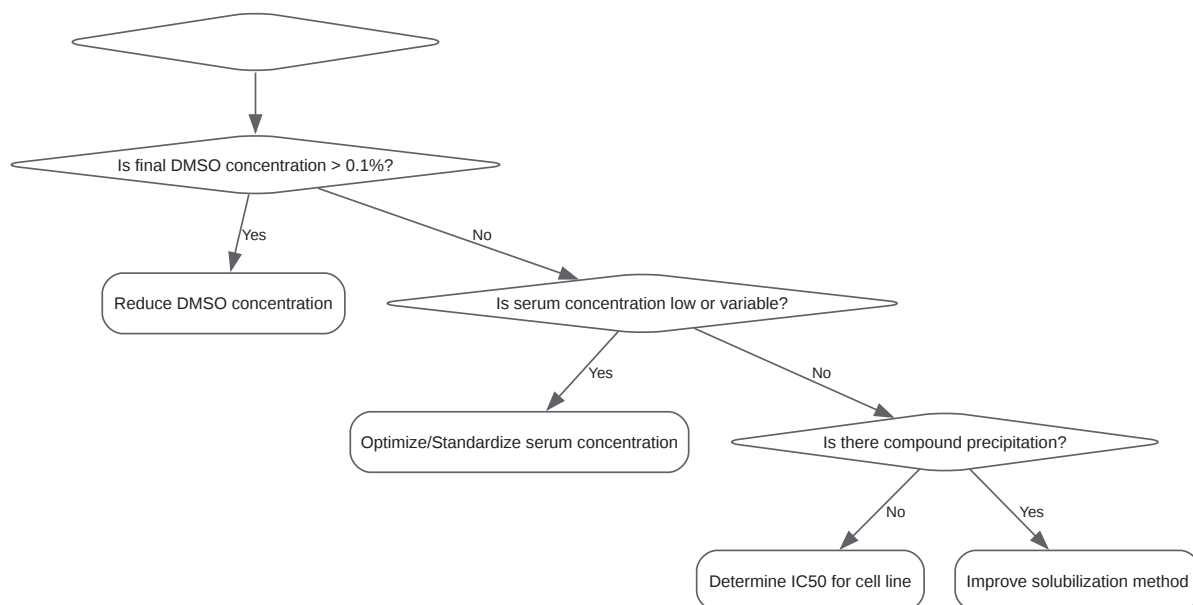 Is final DMSO concentration > 0.1%?
Yes
No
Reduce DMSO concentration
Is serum concentration low or variable?
Yes
No
Optimize/Standardize serum concentration
Is there compound precipitation?
No
Yes
Determine IC50 for cell line
Improve solubilization method